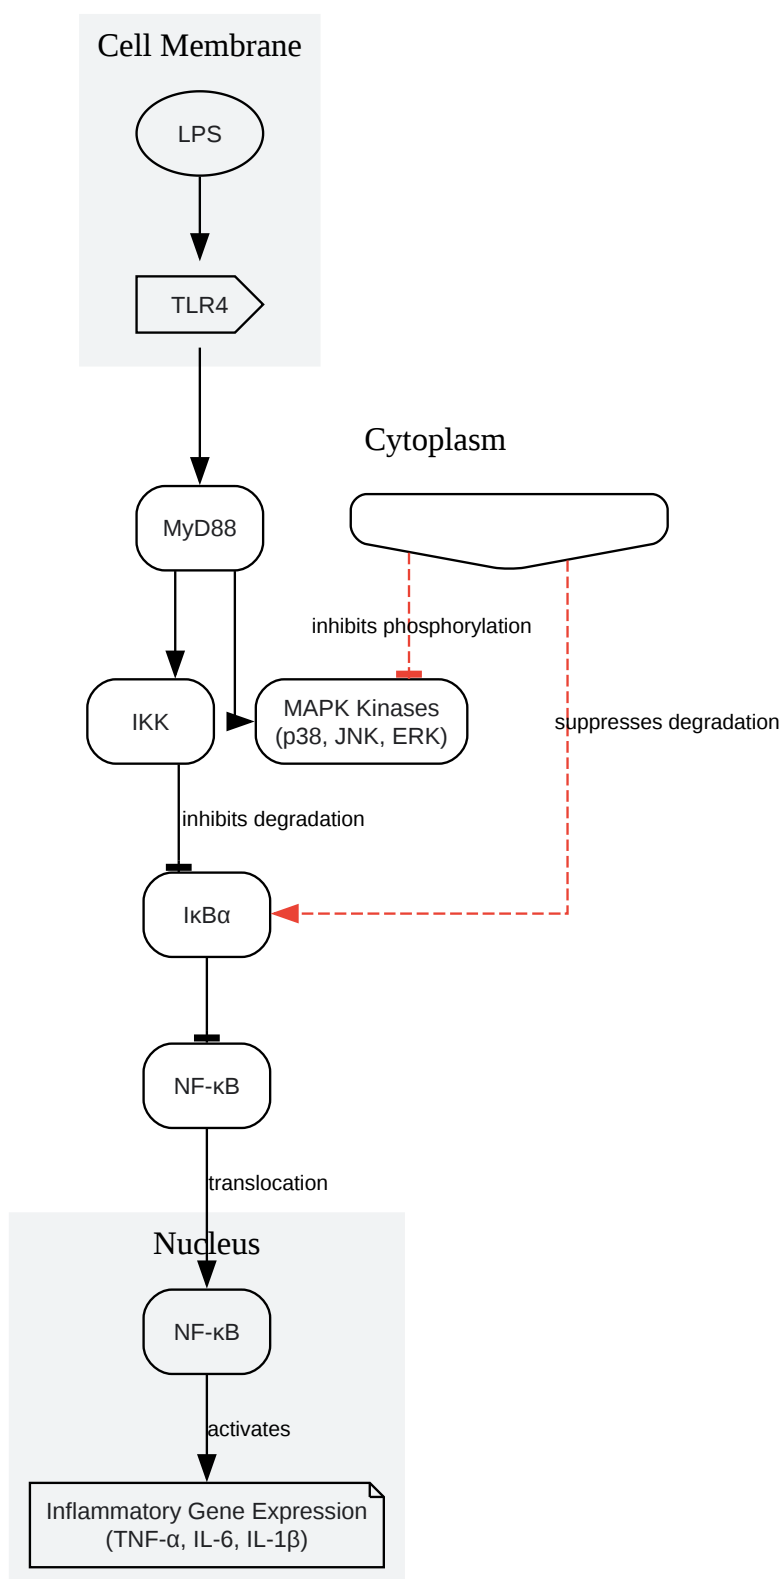 Cell Membrane
LPS
TLR4
Cytoplasm
MyD88
inhibits phosphorylation
IKK
MAPK Kinases
(p38, JNK, ERK)
suppresses degradation
inhibits degradation
IκBα
NF-κB
translocation
Nucleus
NF-κB
activates
Inflammatory Gene Expression
(TNF-α, IL-6, IL-1β)